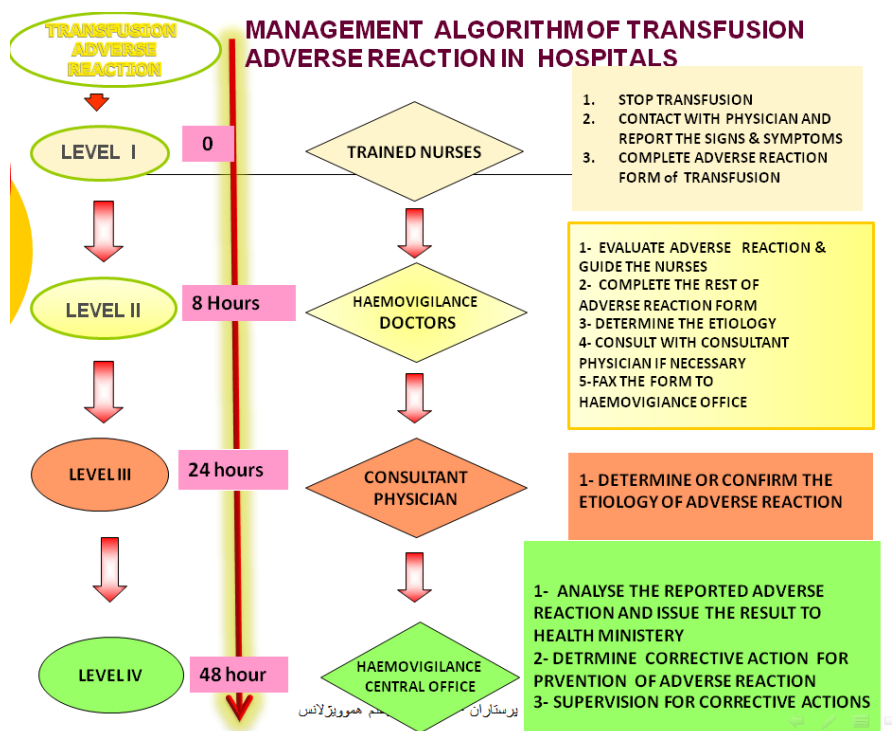 TRANSFUSION
ADVERSE
REACTION
MANAGEMENT ALGORITHM OF TRANSFUSION
ADVERSE REACTION IN HOSPITALS
LEVEL I
0
TRAINED NURSES
1. STOP TRANSFUSION
2. CONTACT WITH PHYSICIAN AND
REPORT THE SIGNS & SYMPTOMS
3. COMPLETE ADVERSE REACTION
FORM of TRANSFUSION
LEVEL II
8 Hours
HAEMOVIGILANCE
DOCTORS
1- EVALUATE ADVERSE REACTION &
GUIDE THE NURSES
2- COMPLETE THE REST OF
ADVERSE REACTION FORM
3- DETERMINE THE ETIOLOGY
4- CONSULT WITH CONSULTANT
PHYSICIAN IF NECESSARY
5-FAX THE FORM TO
HAEMOVIGIANCE OFFICE
LEVEL III
24 hours
CONSULTANT
PHYSICIAN
1- DETERMINE OR CONFIRM THE
ETIOLOGY OF ADVERSE REACTION
LEVEL IV
48 hour
HAEMOVIGILANCE
CENTRAL OFFICE
1- ANALYSE THE REPORTED ADVERSE
REACTION AND ISSUE THE RESULT TO
HEALTH MINISTERY
2- DETRMINE CORRECTIVE ACTION FOR
PRVENTION OF ADVERSE REACTION
3- SUPERVISION FOR CORRECTIVE ACTIONS
پرستاران هموویژلانس